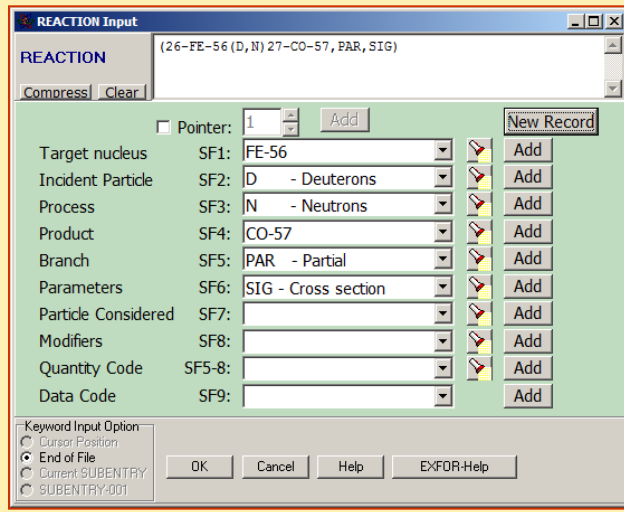 REACTION Input
REACTION
(26-FE-56(D,N)27-CO-57,PAR,SIG)
Compress Clear
Pointer: 1 Add New Record
Target nucleus SF1: FE-56 Add
Incident Particle SF2: D - Deuterons Add
Process SF3: N - Neutrons Add
Product SF4: CO-57 Add
Branch SF5: PAR - Partial Add
Parameters SF6: SIG - Cross section Add
Particle Considered SF7: Add
Modifiers SF8: Add
Quantity Code SF5-8: Add
Data Code SF9: Add
Keyword Input Option
Cursor Position
End of File
Current SUBENTRY
SUBENTRY-001
OK Cancel Help EXFOR-Help